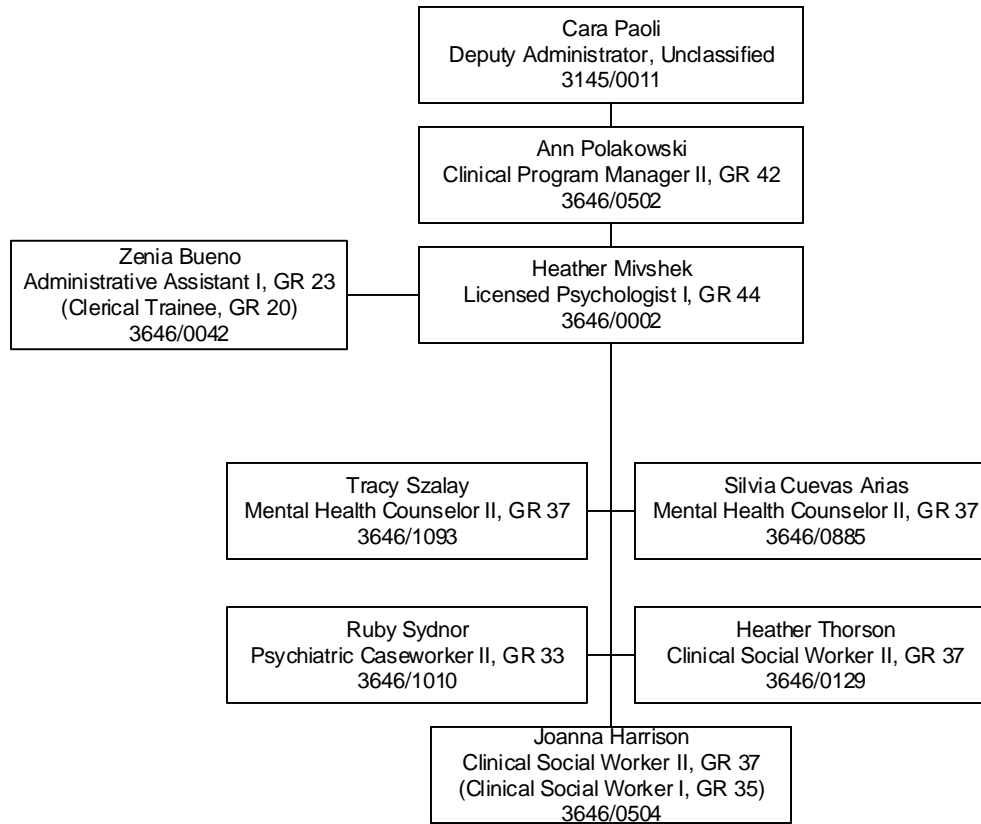 Cara Paoli
Deputy Administrator, Unclassified
3145/0011
Ann Polakowski
Clinical Program Manager II, GR 42
3646/0502
Zenia Bueno
Administrative Assistant I, GR 23
(Clerical Trainee, GR 20)
3646/0042
Heather Mivshek
Licensed Psychologist I, GR 44
3646/0002
Tracy Szalay
Mental Health Counselor II, GR 37
3646/1093
Silvia Cuevas Arias
Mental Health Counselor II, GR 37
3646/0885
Ruby Sydnor
Psychiatric Caseworker II, GR 33
3646/1010
Heather Thorson
Clinical Social Worker II, GR 37
3646/0129
Joanna Harrison
Clinical Social Worker II, GR 37
(Clinical Social Worker I, GR 35)
3646/0504